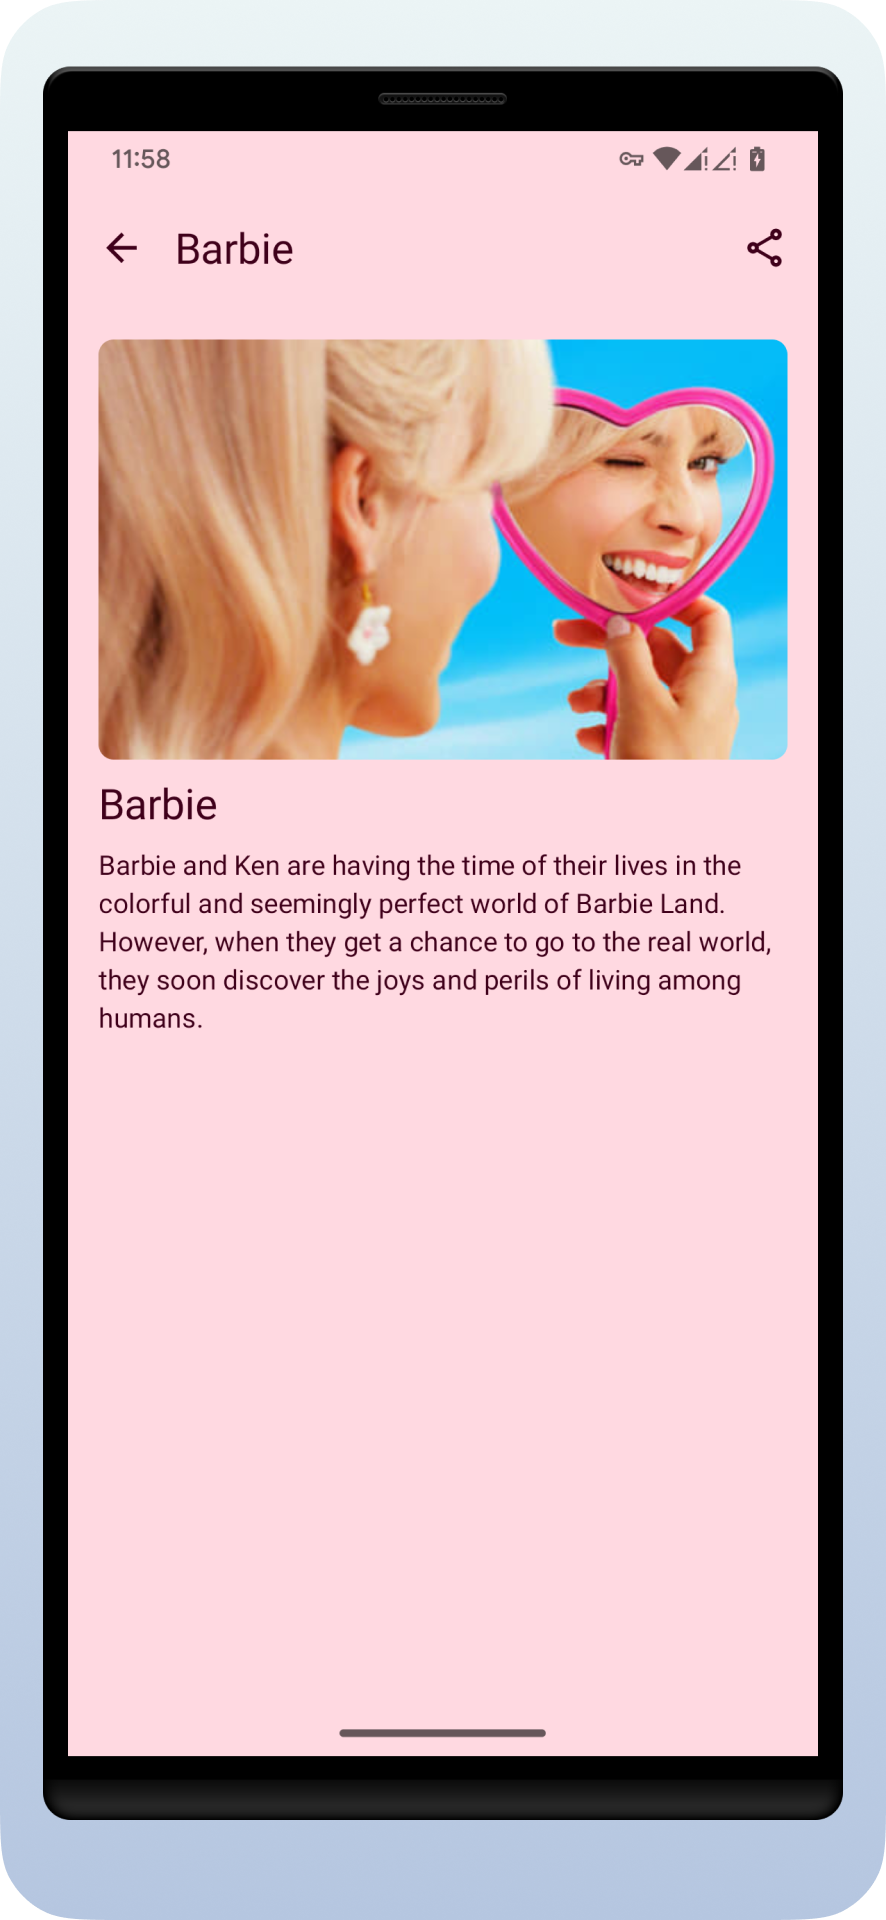 11:58
Barbie
Barbie
Barbie and Ken are having the time of their lives in the
colorful and seemingly perfect world of Barbie Land.
However, when they get a chance to go to the real world,
they soon discover the joys and perils of living among
humans.